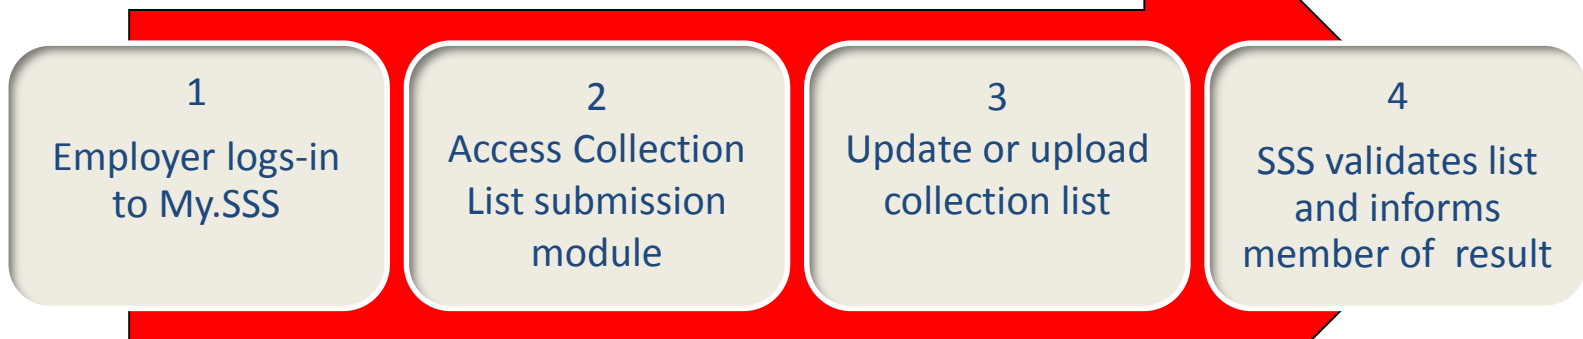 1
Employer logs-in
to My.SSS
2
Access Collection
List submission
module
3
Update or upload
collection list
4
SSS validates list
and informs
member of result